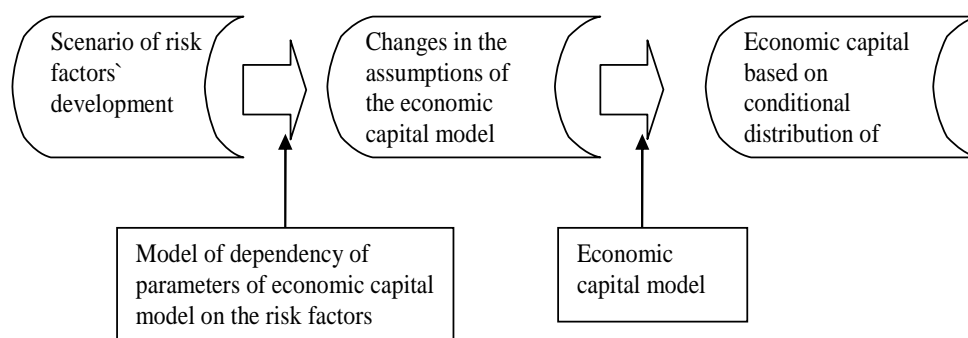 Scenario of risk
factors`
development
Changes in the
assumptions of
the economic
capital model
Economic capital
based on
conditional
distribution of
Model of dependency of
parameters of economic capital
model on the risk factors
Economic
capital model